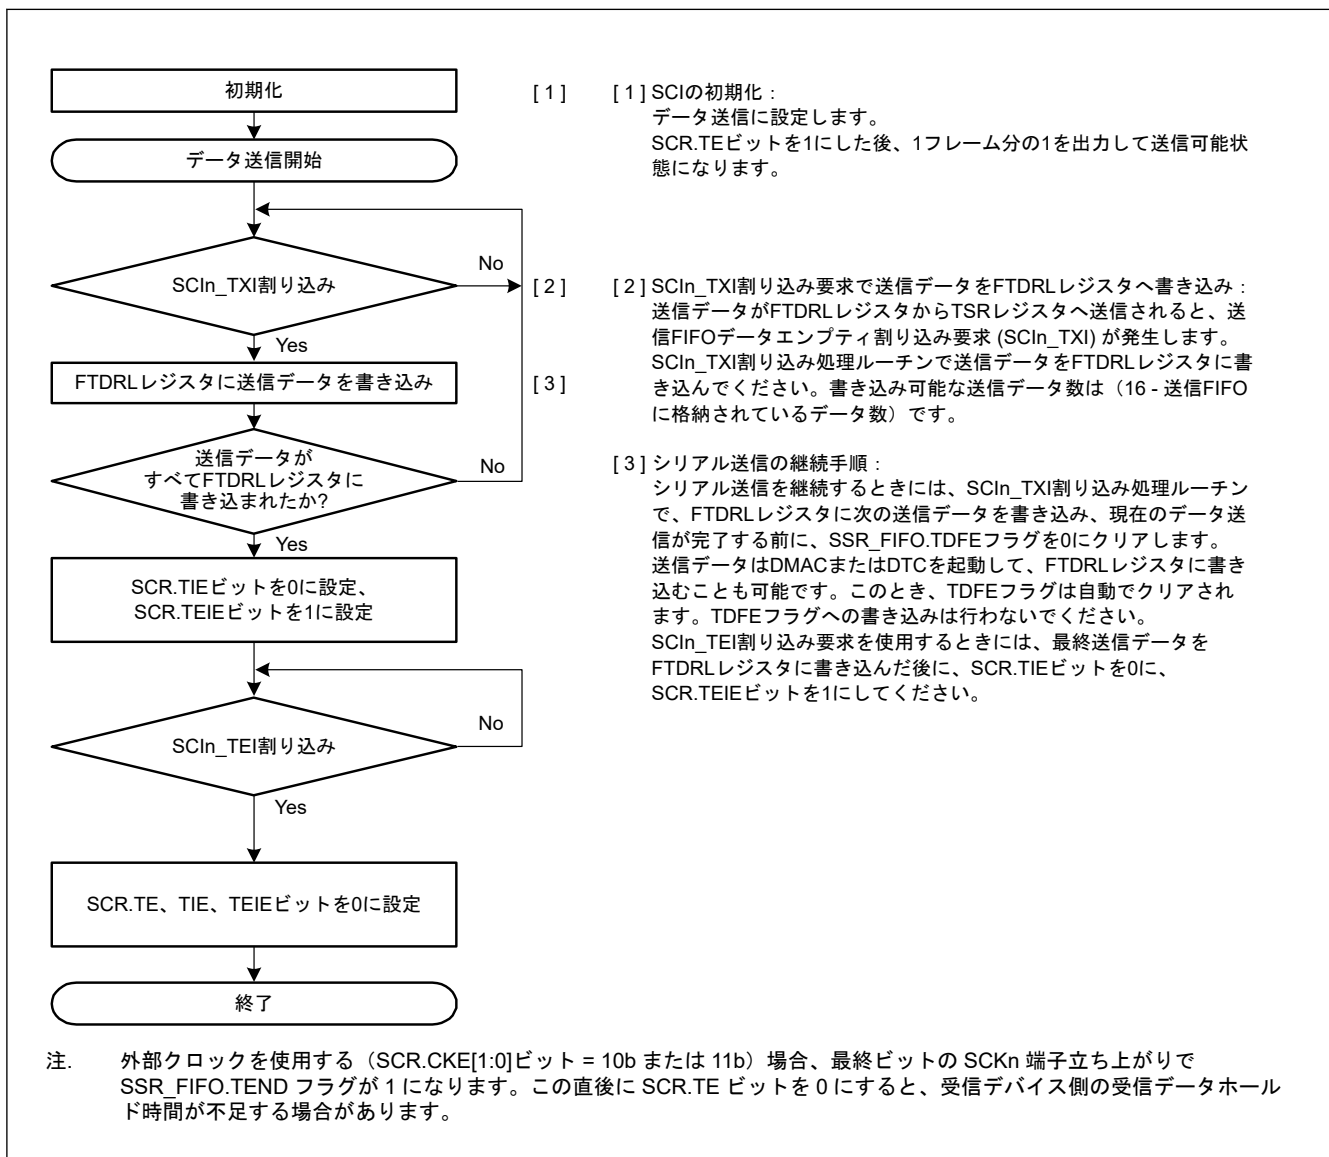 初期化
[ 1 ]
データ送信開始
SCIn_TXI割り込み
No
[ 2 ]
Yes
FTDRLレジスタに送信データを書き込み
[ 3 ]
送信データが
すべてFTDRLレジスタに
書き込まれたか?
No
Yes
SCR.TIEビットを0に設定、
SCR.TEIEビットを1に設定
SCIn_TEI割り込み
No
Yes
SCR.TE、TIE、TEIEビットを0に設定
終了
[ 1 ] SCIの初期化：
データ送信に設定します。
SCR.TEビットを1にした後、1フレーム分の1を出力して送信可能状
態になります。
[ 2 ] SCIn_TXI割り込み要求で送信データをFTDRLレジスタへ書き込み：
送信データがFTDRLレジスタからTSRレジスタへ送信されると、送
信FIFOデータエンプティ割り込み要求 (SCIn_TXI) が発生します。
SCIn_TXI割り込み処理ルーチンで送信データをFTDRLレジスタに書
き込んでください。書き込み可能な送信データ数は（16 - 送信FIFO
に格納されているデータ数）です。
[ 3 ] シリアル送信の継続手順：
シリアル送信を継続するときには、SCIn_TXI割り込み処理ルーチン
で、FTDRLレジスタに次の送信データを書き込み、現在のデータ送
信が完了する前に、SSR_FIFO.TDFEフラグを0にクリアします。
送信データはDMACまたはDTCを起動して、FTDRLレジスタに書き
込むことも可能です。このとき、TDFEフラグは自動でクリアされ
ます。TDFEフラグへの書き込みは行わないでください。
SCIn_TEI割り込み要求を使用するときには、最終送信データを
FTDRLレジスタに書き込んだ後に、SCR.TIEビットを0に、
SCR.TEIEビットを1にしてください。
注. 外部クロックを使用する（SCR.CKE[1:0]ビット = 10b または 11b）場合、最終ビットの SCKn 端子立ち上がりで
SSR_FIFO.TEND フラグが 1 になります。この直後に SCR.TE ビットを 0 にすると、受信デバイス側の受信データホール
ド時間が不足する場合があります。